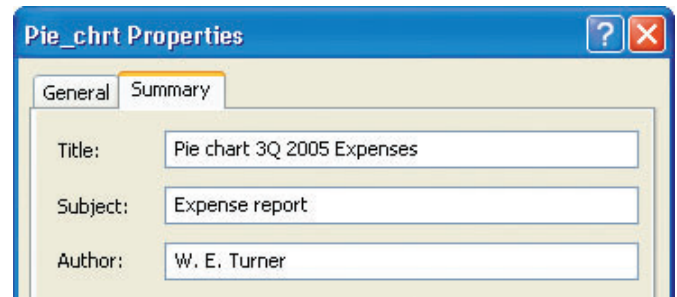 Pie_chrt Properties
General Summary
Title: Pie chart 3Q 2005 Expenses
Subject: Expense report
Author: W. E. Turner